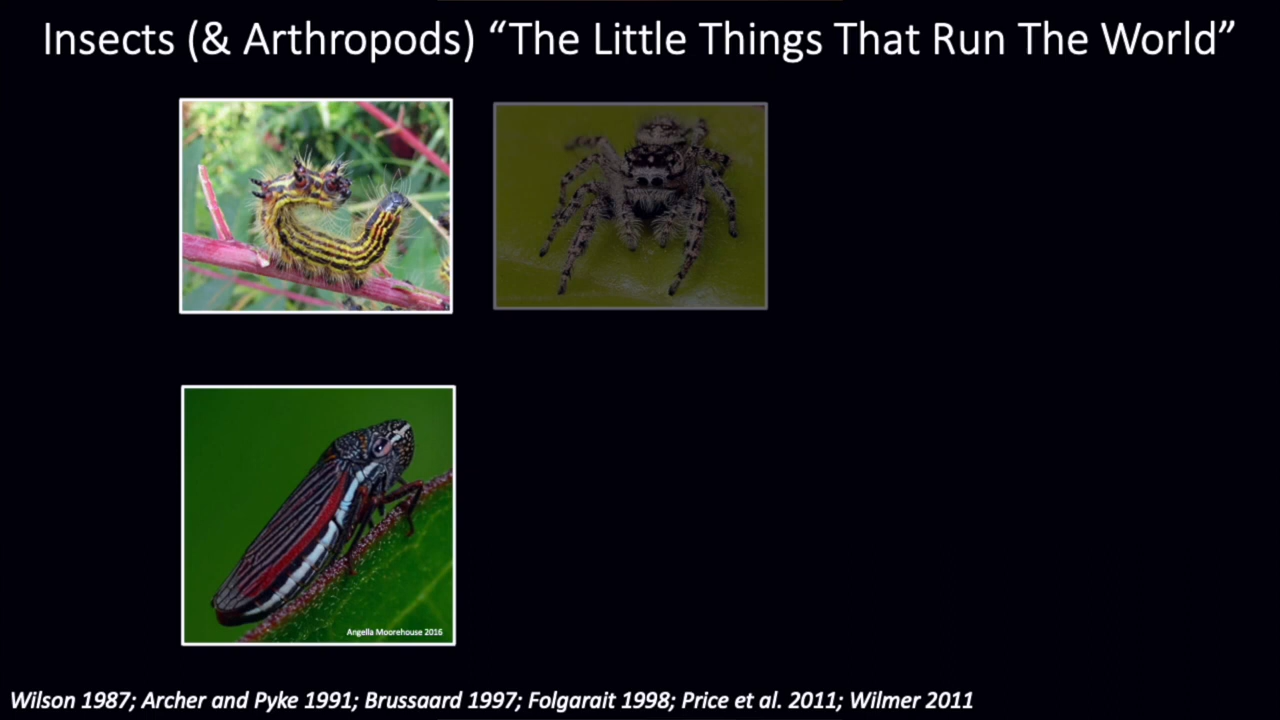 Insects (& Arthropods) “The Little Things That Run The World”
Angella Moorehouse 2016
Wilson 1987; Archer and Pyke 1991; Brussaard 1997; Folgarait 1998; Price et al. 2011; Wilmer 2011